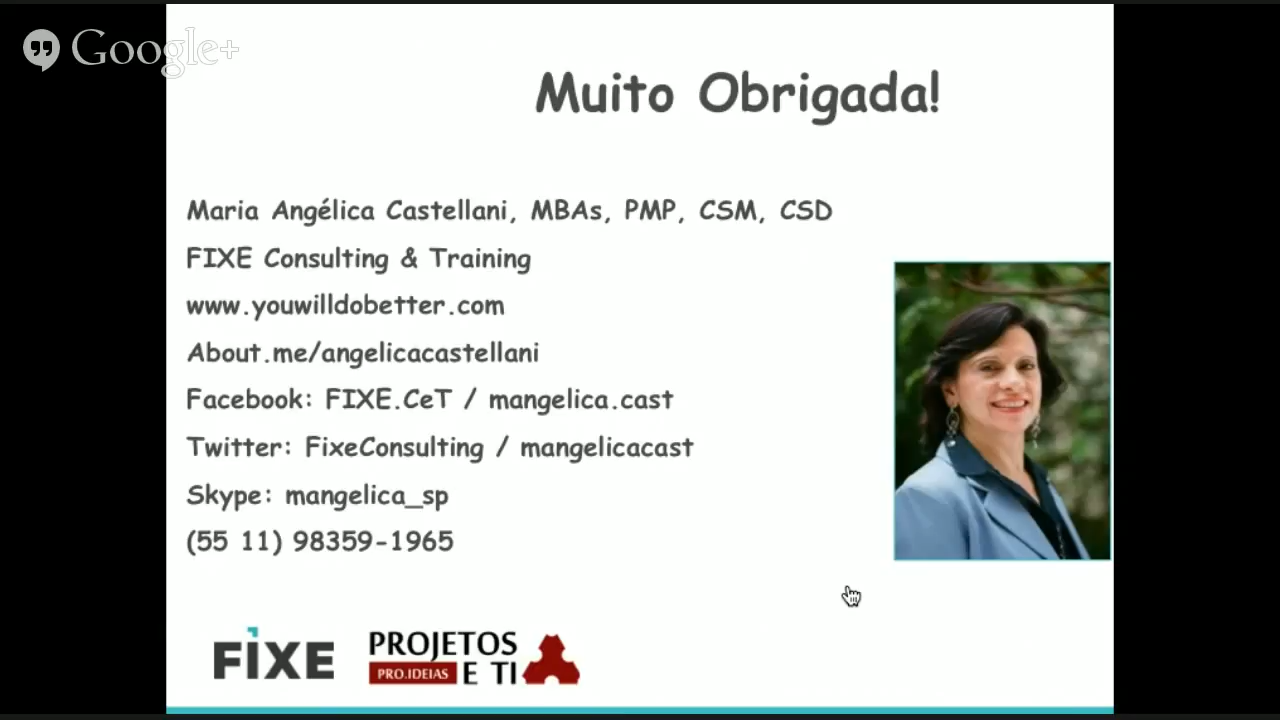 Google+
Muito Obrigada!
Maria Angélica Castellani, MBAs, PMP, CSM, CSD
FIXE Consulting & Training
www.youwilldobetter.com
About.me/angelicacastellani
Facebook: FIXE.CeT / mangelica.cast
Twitter: FixeConsulting / mangelicacast
Skype: mangelica_sp
(55 11) 98359-1965
FIXE
PROJETOS
PRO.IDEIAS E TI